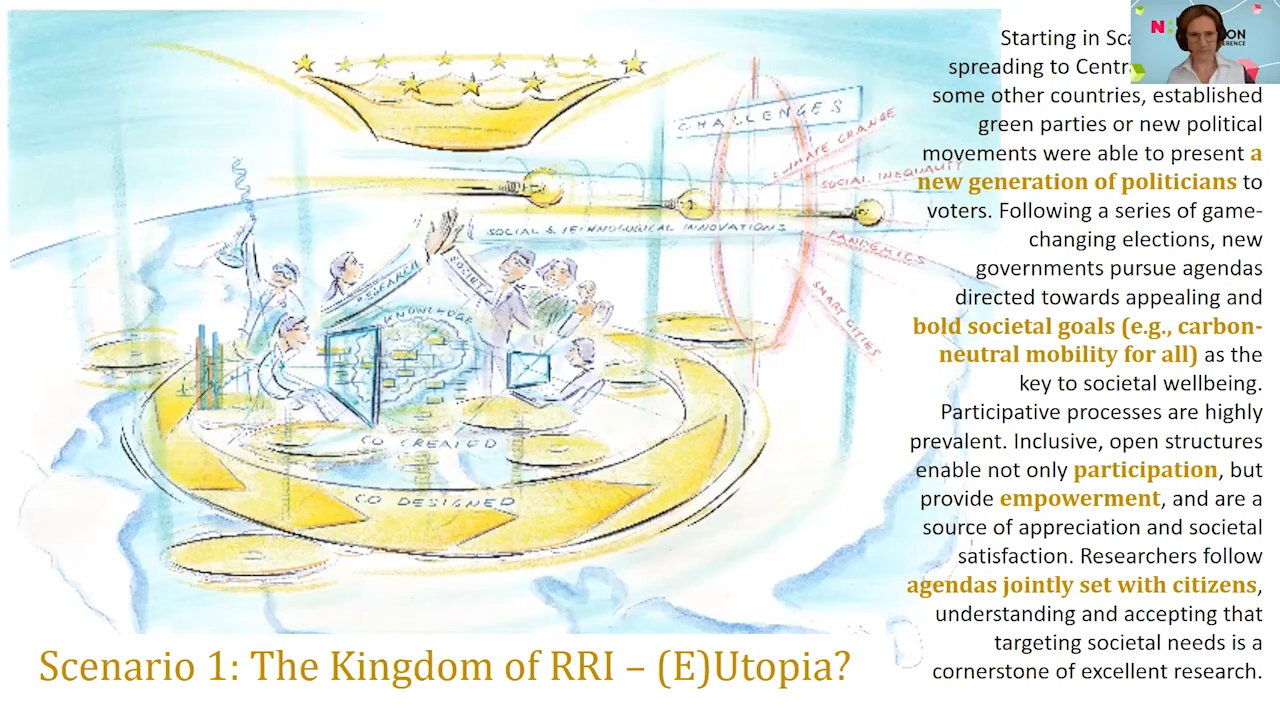 Starting in
spreading to
some other countries, established
green parties or new political
movements were able to present a
new generation of politicians to
voters. Following a series of game-
changing elections, new
governments pursue agendas
directed towards appealing and
bold societal goals (e.g., carbon-
neutral mobility for all) as the
key to societal wellbeing.
Participative processes are highly
prevalent. Inclusive, open structures
enable not only participation, but
provide empowerment, and are a
source of appreciation and societal
satisfaction. Researchers follow
agendas jointly set with citizens,
understanding and accepting that
targeting societal needs is a
cornerstone of excellent research.
CHALLENGES
CLIMATE CHANGE
SOCIAL INEQUALITY
PANDEMICS
SMART CITIES
SOCIAL & TECHNOLOGICAL INNOVATIONS
RESEARCH
SOCIETY
KNOWLEDGE
CO CREATED
CO DESIGNED
Scenario 1: The Kingdom of RRI – (E)Utopia?